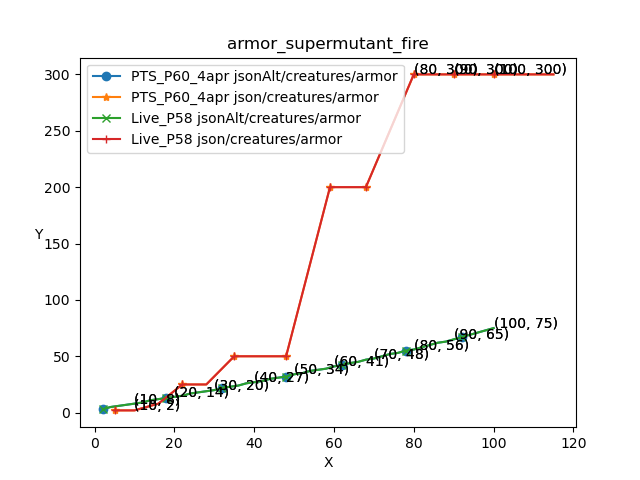 armor_supermutant_fire
PTS_P60_4apr jsonAlt/creatures/armor
PTS_P60_4apr json/creatures/armor
Live_P58 jsonAlt/creatures/armor
Live_P58 json/creatures/armor
(80, 300)
(90, 300)
(100, 300)
(100, 75)
(90, 65)
(80, 56)
(70, 48)
(60, 41)
(50, 34)
(40, 27)
(30, 20)
(20, 14)
(10, 8)
(10, 2)
Y
300
250
200
150
100
50
0
0 20 40 60 80 100 120
X